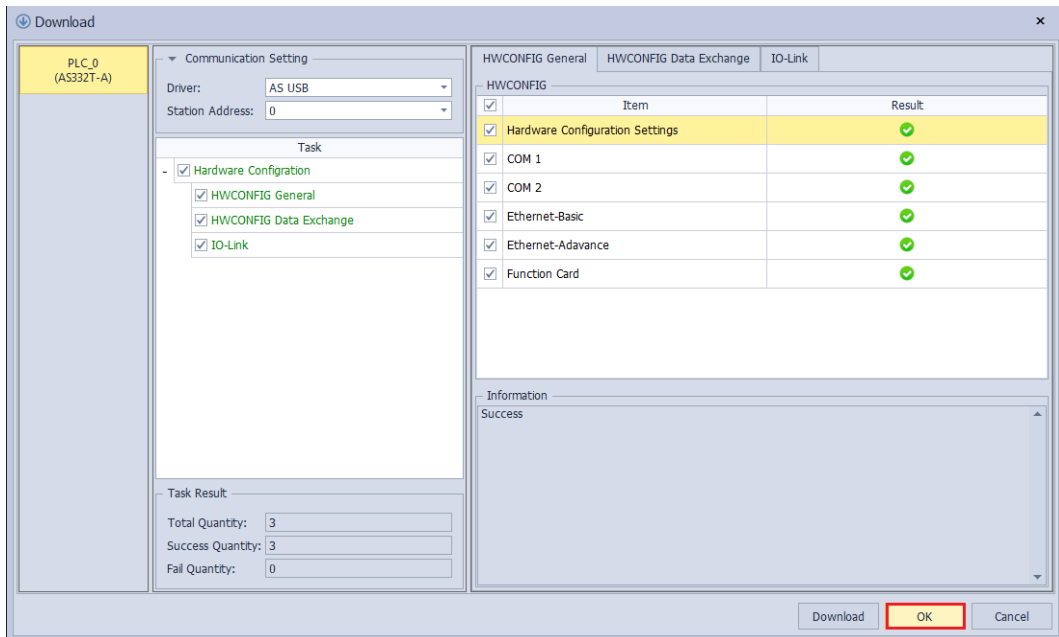 Download
PLC_0
(AS332T-A)
Communication Setting
Driver: AS USB
Station Address: 0
Task
Hardware Configration
HWCONFIG General
HWCONFIG Data Exchange
IO-Link
Task Result
Total Quantity: 3
Success Quantity: 3
Fail Quantity: 0
HWCONFIG General HWCONFIG Data Exchange IO-Link
HWCONFIG
Item Result
Hardware Configuration Settings
COM 1
COM 2
Ethernet-Basic
Ethernet-Adavance
Function Card
Information
Success
Download OK Cancel